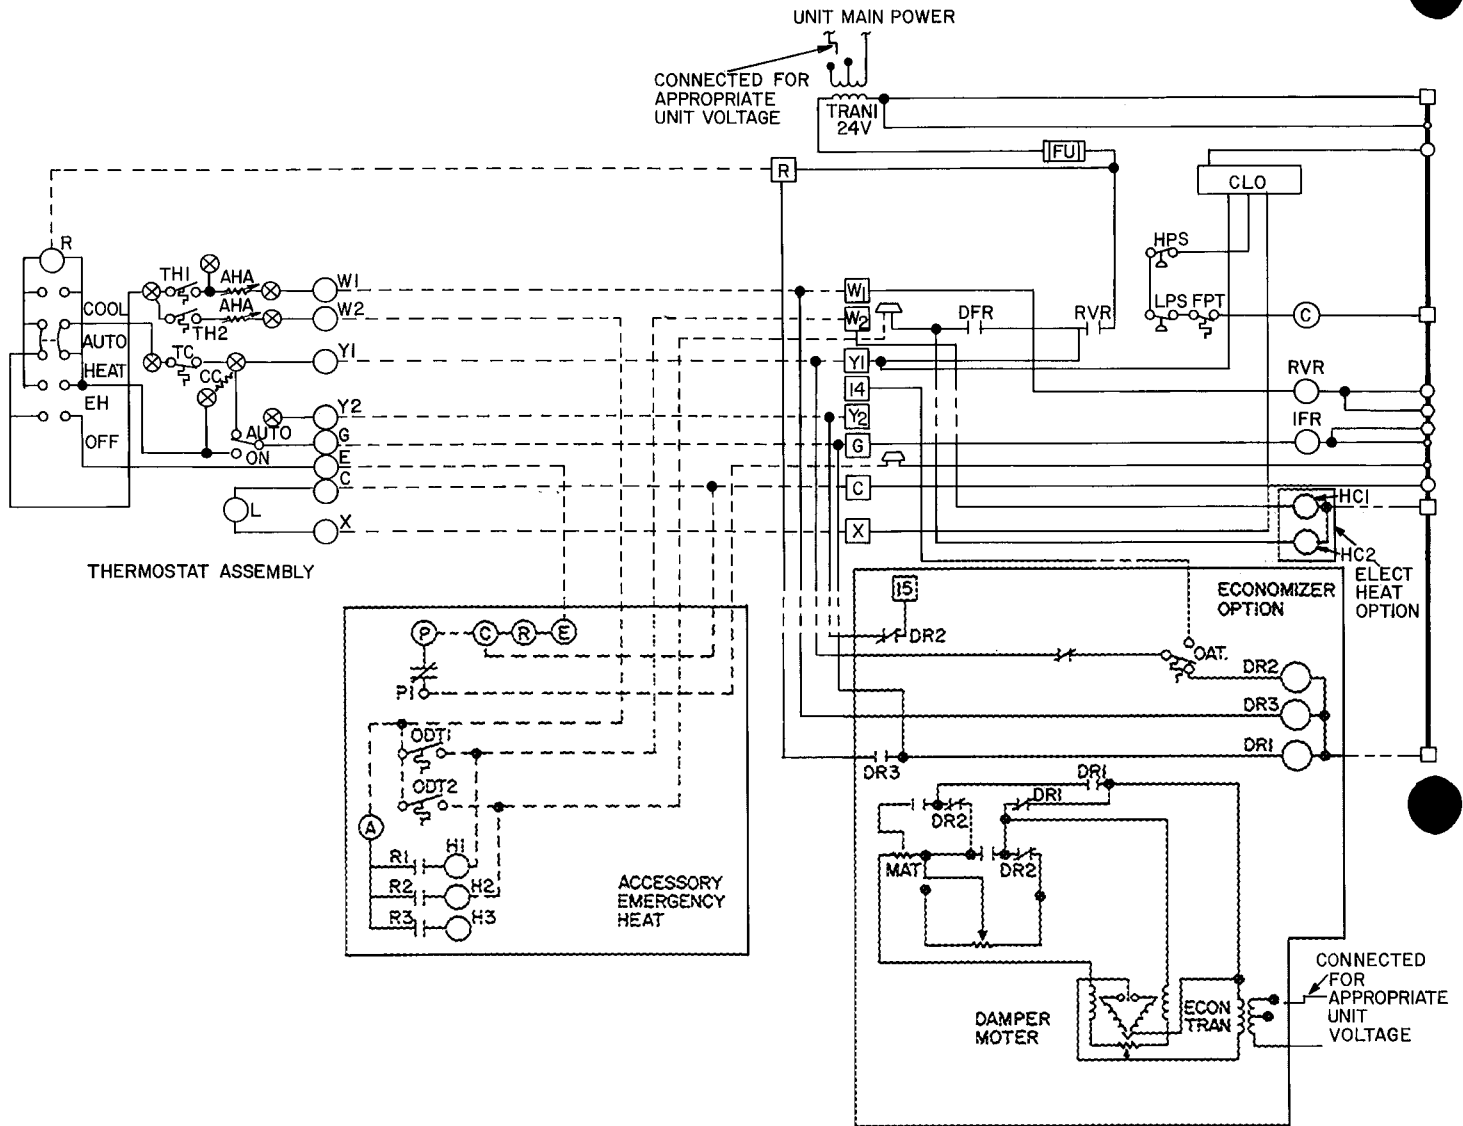 UNIT MAIN POWER
CONNECTED FOR
APPROPRIATE
UNIT VOLTAGE
TRAN1
24V
FU
R
CLO
HPS
LPS FPT
C
R
COOL
AUTO
HEAT
EH
OFF
TH1
AHA
AHA
TH2
TC
CC
AUTO
ON
L
W1
W2
Y1
Y2
G
E
C
X
W1
W2
Y1
14
Y2
G
C
X
DFR
RVR
RVR
IFR
HC1
HC2
ELECT
HEAT
OPTION
THERMOSTAT ASSEMBLY
P
C
R
E
P1
ODT1
ODT2
A
R1
H1
R2
H2
R3
H3
ACCESSORY
EMERGENCY
HEAT
ECONOMIZER
OPTION
15
DR2
OAT.
DR2
DR3
DR1
DR3
DR1
DR1
DR2
MAT
DR2
DAMPER
MOTER
ECON
TRAN
CONNECTED
FOR
APPROPRIATE
UNIT
VOLTAGE